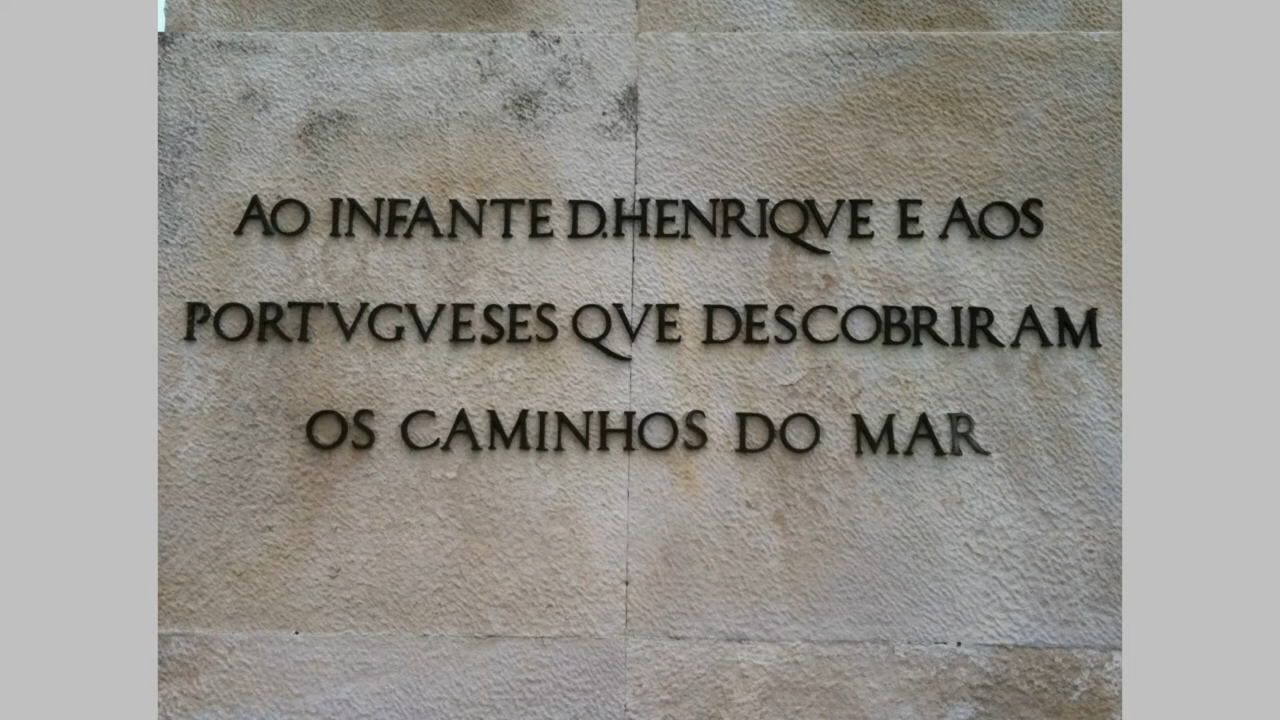 AO INFANTE D.HENRIQVE E AOS
PORTVGVESES QVE DESCOBRIRAM
OS CAMINHOS DO MAR